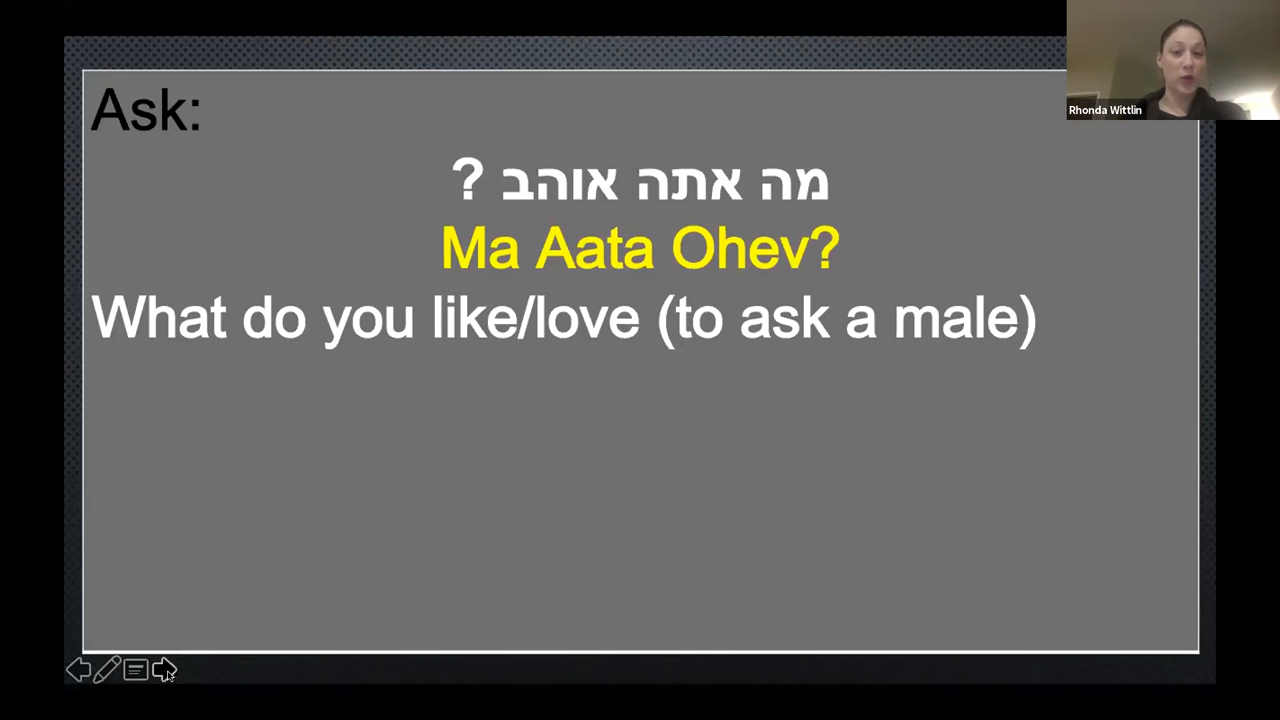 Ask:
מה אתה אוהב ?
Ma Aata Ohev?
What do you like/love (to ask a male)
Rhonda Wittlin